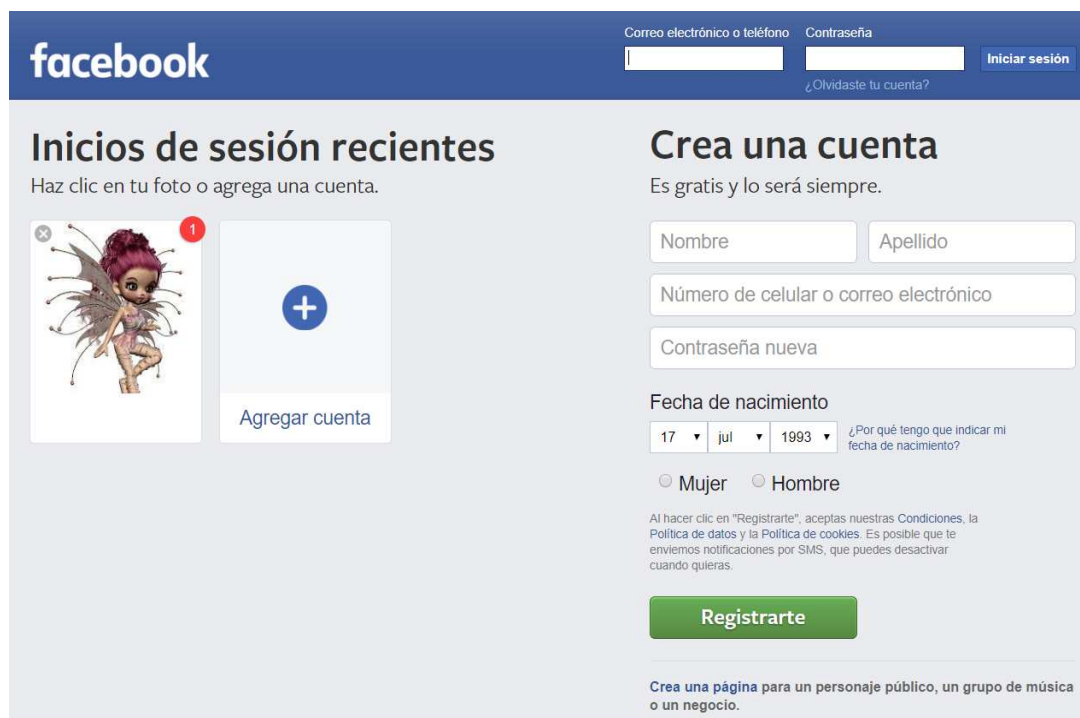 facebook
Correo electrónico o teléfono
Contraseña
Iniciar sesión
¿Olvidaste tu cuenta?
Inicios de sesión recientes
Haz clic en tu foto o agrega una cuenta.
1
Agregar cuenta
Crea una cuenta
Es gratis y lo será siempre.
Nombre
Apellido
Número de celular o correo electrónico
Contraseña nueva
Fecha de nacimiento
17 jul 1993
¿Por qué tengo que indicar mi
fecha de nacimiento?
Mujer Hombre
Al hacer clic en "Registrarte", aceptas nuestras Condiciones, la
Política de datos y la Política de cookies. Es posible que te
enviemos notificaciones por SMS, que puedes desactivar
cuando quieras.
Registrarte
Crea una página para un personaje público, un grupo de música
o un negocio.